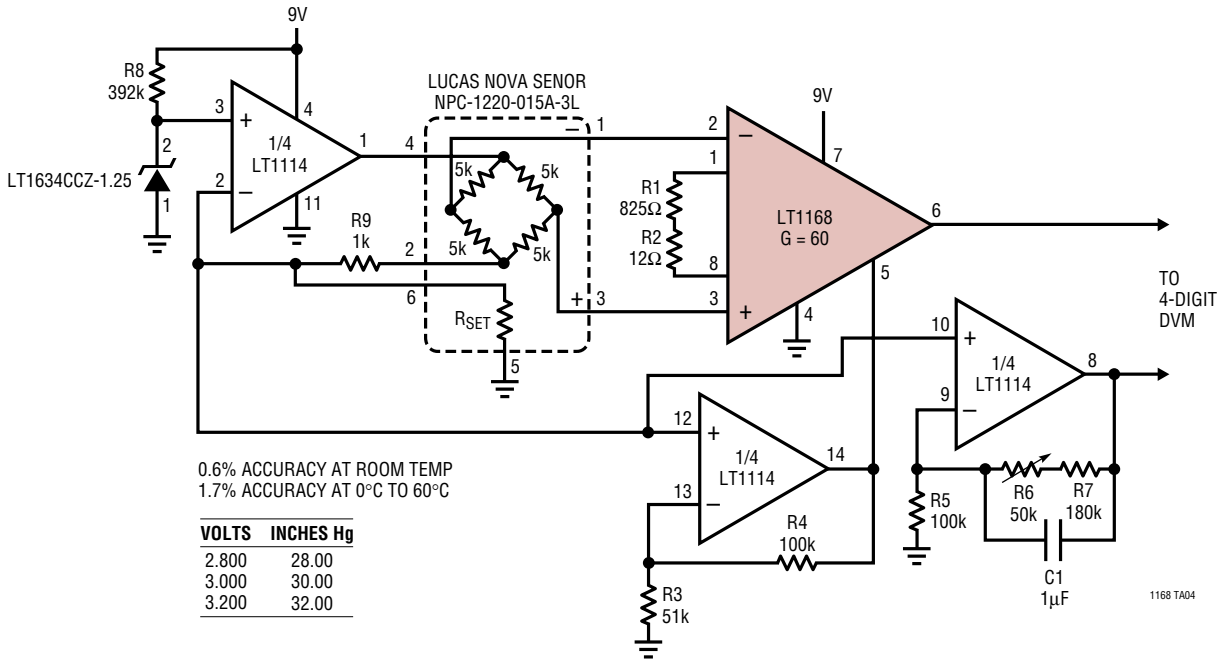 9V
R8
392k
3
+
4
1/4
LT1114
1
2
LT1634CCZ-1.25
1
2
–
11
R9
1k
LUCAS NOVA SENOR
NPC-1220-015A-3L
4
5k
5k
5k
5k
2
6
RSET
5
–
1
+
3
9V
2
–
7
1
R1
825Ω
R2
12Ω
8
3
+
LT1168
G = 60
6
5
4
TO
4-DIGIT
DVM
10
+
1/4
LT1114
8
9
–
12
+
1/4
LT1114
14
13
–
R4
100k
R3
51k
R5
100k
R6
50k
R7
180k
C1
1µF
0.6% ACCURACY AT ROOM TEMP
1.7% ACCURACY AT 0°C TO 60°C
VOLTS INCHES Hg
2.800 28.00
3.000 30.00
3.200 32.00
1168 TA04